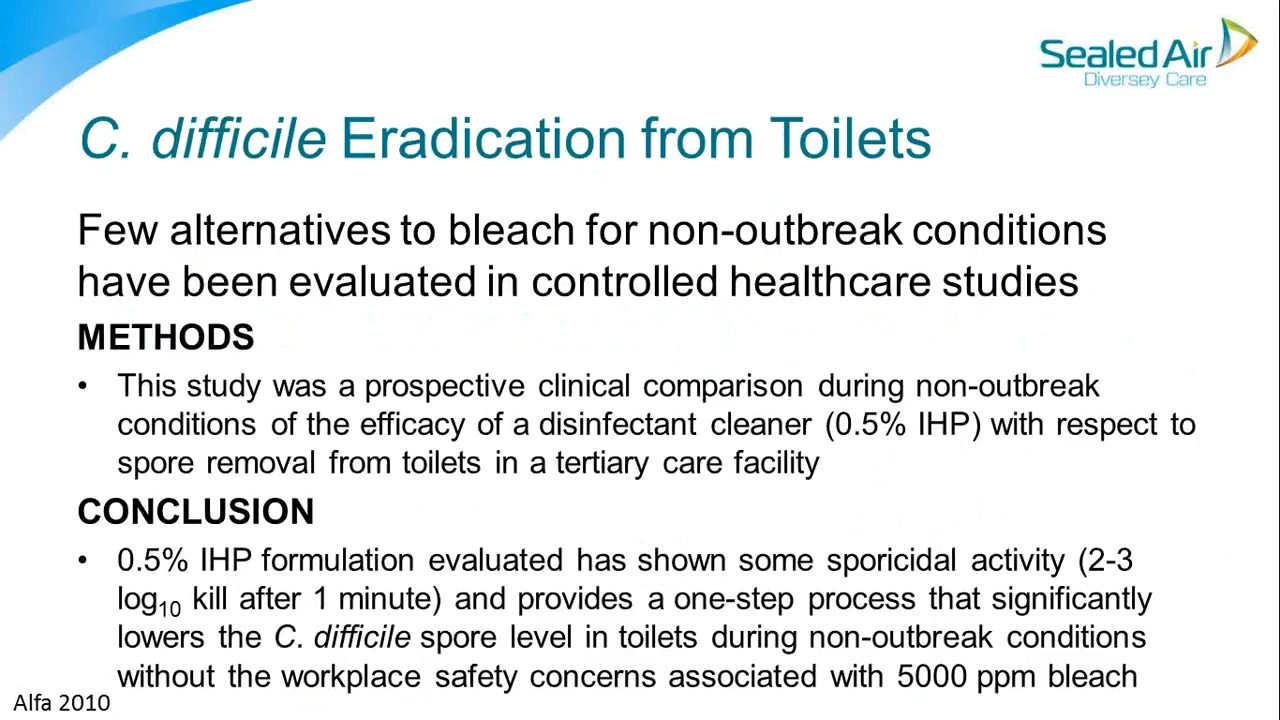 Sealed Air
Diversey Care
C. difficile Eradication from Toilets
Few alternatives to bleach for non-outbreak conditions
have been evaluated in controlled healthcare studies
METHODS
• This study was a prospective clinical comparison during non-outbreak
conditions of the efficacy of a disinfectant cleaner (0.5% IHP) with respect to
spore removal from toilets in a tertiary care facility
CONCLUSION
• 0.5% IHP formulation evaluated has shown some sporicidal activity (2-3
log10 kill after 1 minute) and provides a one-step process that significantly
lowers the C. difficile spore level in toilets during non-outbreak conditions
without the workplace safety concerns associated with 5000 ppm bleach
Alfa 2010